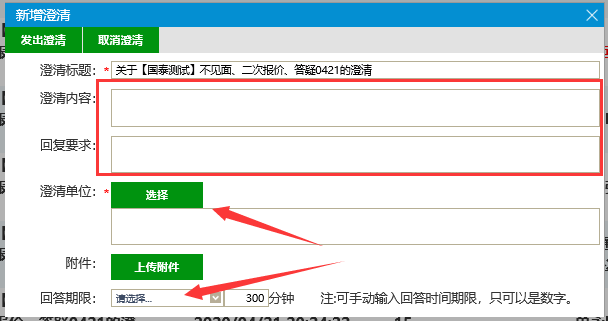 新增澄清
发出澄清 取消澄清
澄清标题：* 关于【国泰测试】不见面、二次报价、答疑0421的澄清
澄清内容：
回复要求：
澄清单位：* 选择
附件： 上传附件
回答期限： 请选择... 300 分钟 注:可手动输入回答时间期限，只可以是数字。